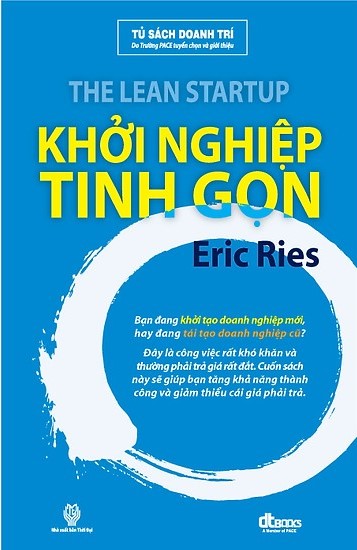 TỦ SÁCH DOANH TRÍ
Do Trường PACE tuyển chọn và giới thiệu
THE LEAN STARTUP
KHỞI NGHIỆP
TINH GỌN
Eric Ries
Bạn đang khởi tạo doanh nghiệp mới,
hay đang tái tạo doanh nghiệp cũ?
Đây là công việc rất khó khăn và
thường phải trả giá rất đắt. Cuốn sách
này sẽ giúp bạn tăng khả năng thành
công và giảm thiểu cái giá phải trả.
Nhà xuất bản Thời Đại
dtBOOKS
A Member of PACE